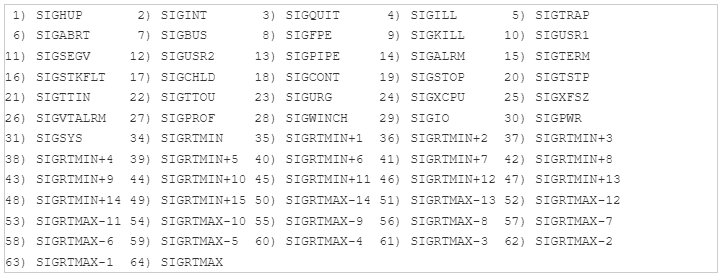 1) SIGHUP 2) SIGINT 3) SIGQUIT 4) SIGILL 5) SIGTRAP
6) SIGABRT 7) SIGBUS 8) SIGFPE 9) SIGKILL 10) SIGUSR1
11) SIGSEGV 12) SIGUSR2 13) SIGPIPE 14) SIGALRM 15) SIGTERM
16) SIGSTKFLT 17) SIGCHLD 18) SIGCONT 19) SIGSTOP 20) SIGTSTP
21) SIGTTIN 22) SIGTTOU 23) SIGURG 24) SIGXCPU 25) SIGXFSZ
26) SIGVTALRM 27) SIGPROF 28) SIGWINCH 29) SIGIO 30) SIGPWR
31) SIGSYS 34) SIGRTMIN 35) SIGRTMIN+1 36) SIGRTMIN+2 37) SIGRTMIN+3
38) SIGRTMIN+4 39) SIGRTMIN+5 40) SIGRTMIN+6 41) SIGRTMIN+7 42) SIGRTMIN+8
43) SIGRTMIN+9 44) SIGRTMIN+10 45) SIGRTMIN+11 46) SIGRTMIN+12 47) SIGRTMIN+13
48) SIGRTMIN+14 49) SIGRTMIN+15 50) SIGRTMAX-14 51) SIGRTMAX-13 52) SIGRTMAX-12
53) SIGRTMAX-11 54) SIGRTMAX-10 55) SIGRTMAX-9 56) SIGRTMAX-8 57) SIGRTMAX-7
58) SIGRTMAX-6 59) SIGRTMAX-5 60) SIGRTMAX-4 61) SIGRTMAX-3 62) SIGRTMAX-2
63) SIGRTMAX-1 64) SIGRTMAX